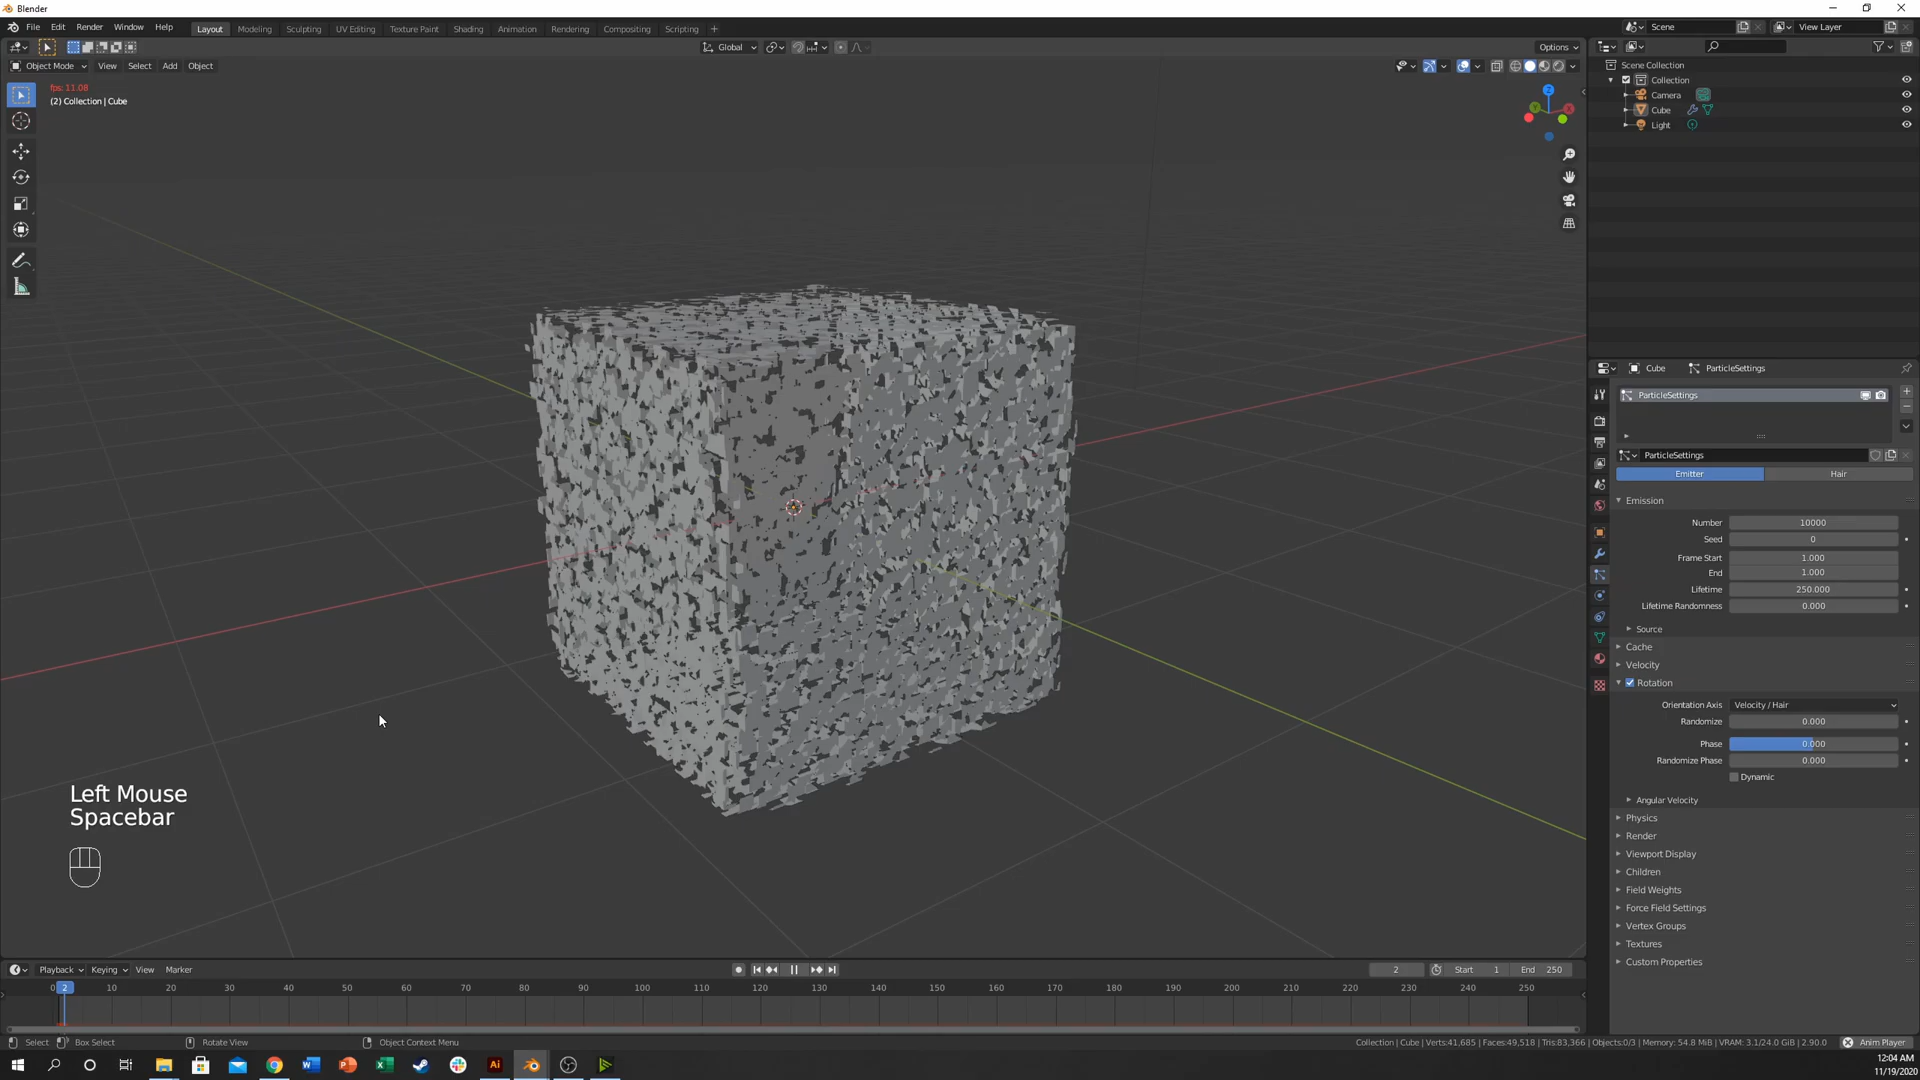 Blender
File Edit Render Window Help
Layout Modeling Sculpting UV Editing Texture Paint Shading Animation Rendering Compositing Scripting +
Scene
View Layer
Global
Options
Object Mode View Select Add Object
fps: 11.08
(2) Collection | Cube
Z
Y
X
Scene Collection
Collection
Camera
Cube
Light
Cube ParticleSettings
ParticleSettings
ParticleSettings
Emitter Hair
Emission
Number 10000
Seed 0
Frame Start 1.000
End 1.000
Lifetime 250.000
Lifetime Randomness 0.000
Source
Cache
Velocity
Rotation
Orientation Axis Velocity / Hair
Randomize 0.000
Phase 0.000
Randomize Phase 0.000
Dynamic
Angular Velocity
Physics
Render
Viewport Display
Children
Field Weights
Force Field Settings
Vertex Groups
Textures
Custom Properties
Left Mouse
Spacebar
Playback Keying View Marker
2 Start 1 End 250
0 2 10 20 30 40 50 60 70 80 90 100 110 120 130 140 150 160 170 180 190 200 210 220 230 240 250
Select Box Select Rotate View Object Context Menu
Collection | Cube | Verts:41,685 | Faces:49,518 | Tris:83,366 | Objects:0/3 | Memory: 54.8 MiB | VRAM: 3.1/24.0 GiB | 2.90.0
Anim Player
Ai
12:04 AM
11/19/2020